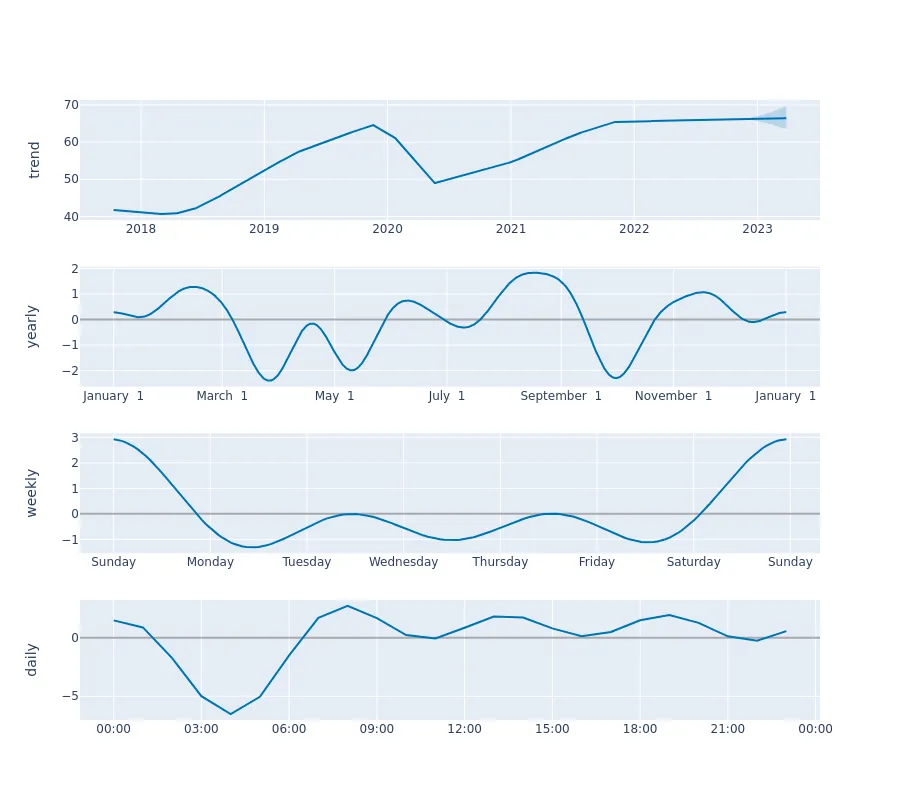 70
60
50
40
trend
2018 2019 2020 2021 2022 2023
2
1
0
−1
−2
yearly
January 1 March 1 May 1 July 1 September 1 November 1 January 1
3
2
1
0
−1
weekly
Sunday Monday Tuesday Wednesday Thursday Friday Saturday Sunday
0
−5
daily
00:00 03:00 06:00 09:00 12:00 15:00 18:00 21:00 00:00